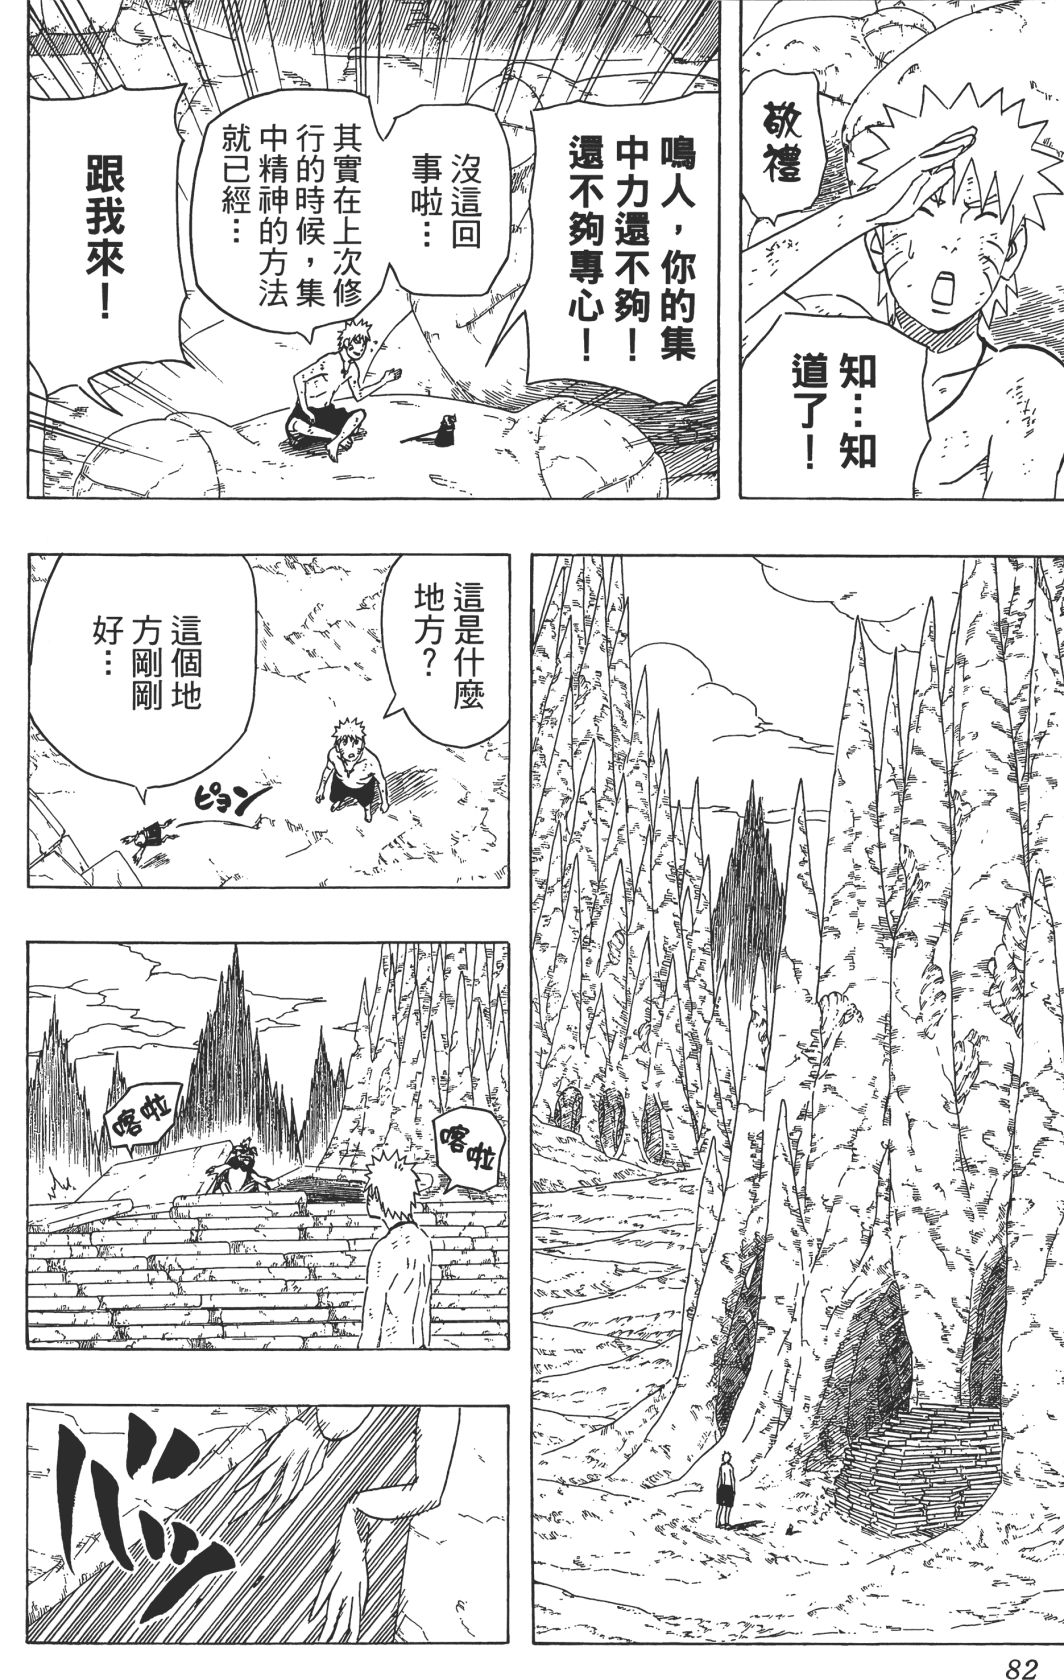 敬禮
知…知
道了！
鳴人，你的集
中力還不夠！
還不夠專心！
沒這回
事啦…
其實在上次修
行的時候，集
中精神的方法
就已經…
跟我來！
這是什麼
地方？
這個地
方剛剛
好…
ピョン
喀啦
喀啦
バッ
82